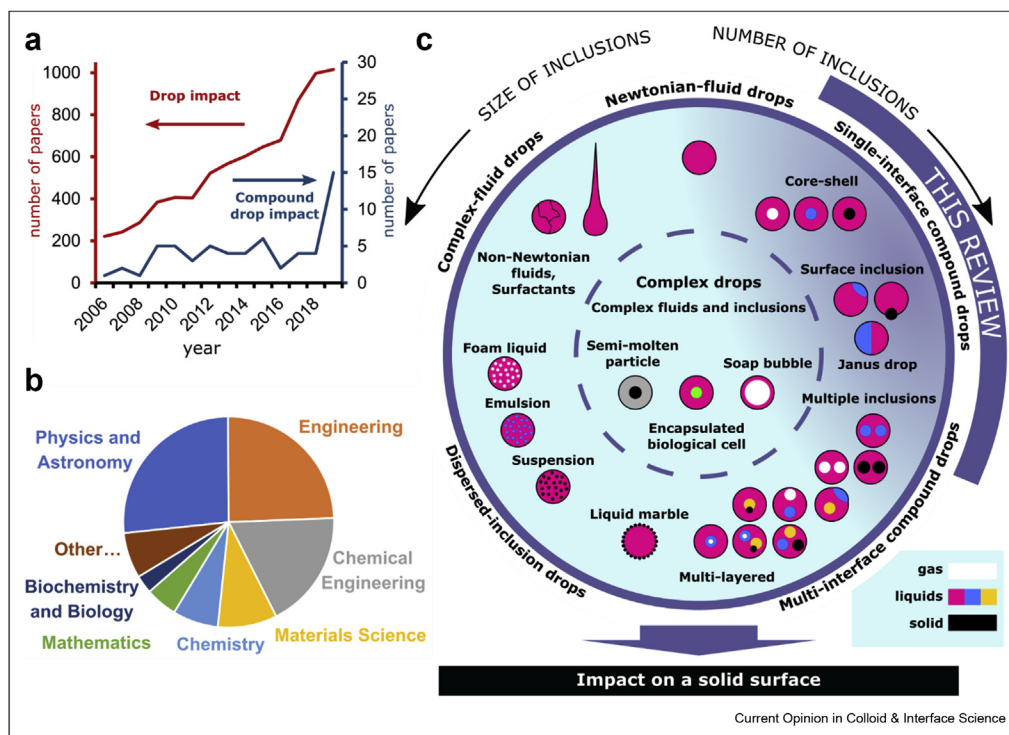 a
1000
800
600
400
200
0
number of papers
30
25
20
15
10
5
0
number of papers
Drop impact
Compound
drop impact
2006
2008
2010
2012
2014
2016
2018
year
b
Physics and
Astronomy
Engineering
Other...
Biochemistry
and Biology
Mathematics
Chemistry
Materials Science
Chemical
Engineering
c
SIZE OF INCLUSIONS
NUMBER OF INCLUSIONS
THIS REVIEW
Newtonian-fluid drops
Single-interface compound drops
Multi-interface compound drops
Dispersed-inclusion drops
Complex-fluid drops
Core-shell
Non-Newtonian
fluids,
Surfactants
Complex drops
Complex fluids and inclusions
Surface inclusion
Janus drop
Semi-molten
particle
Soap bubble
Encapsulated
biological cell
Multiple inclusions
Foam liquid
Emulsion
Suspension
Liquid marble
Multi-layered
gas
liquids
solid
Impact on a solid surface
Current Opinion in Colloid & Interface Science